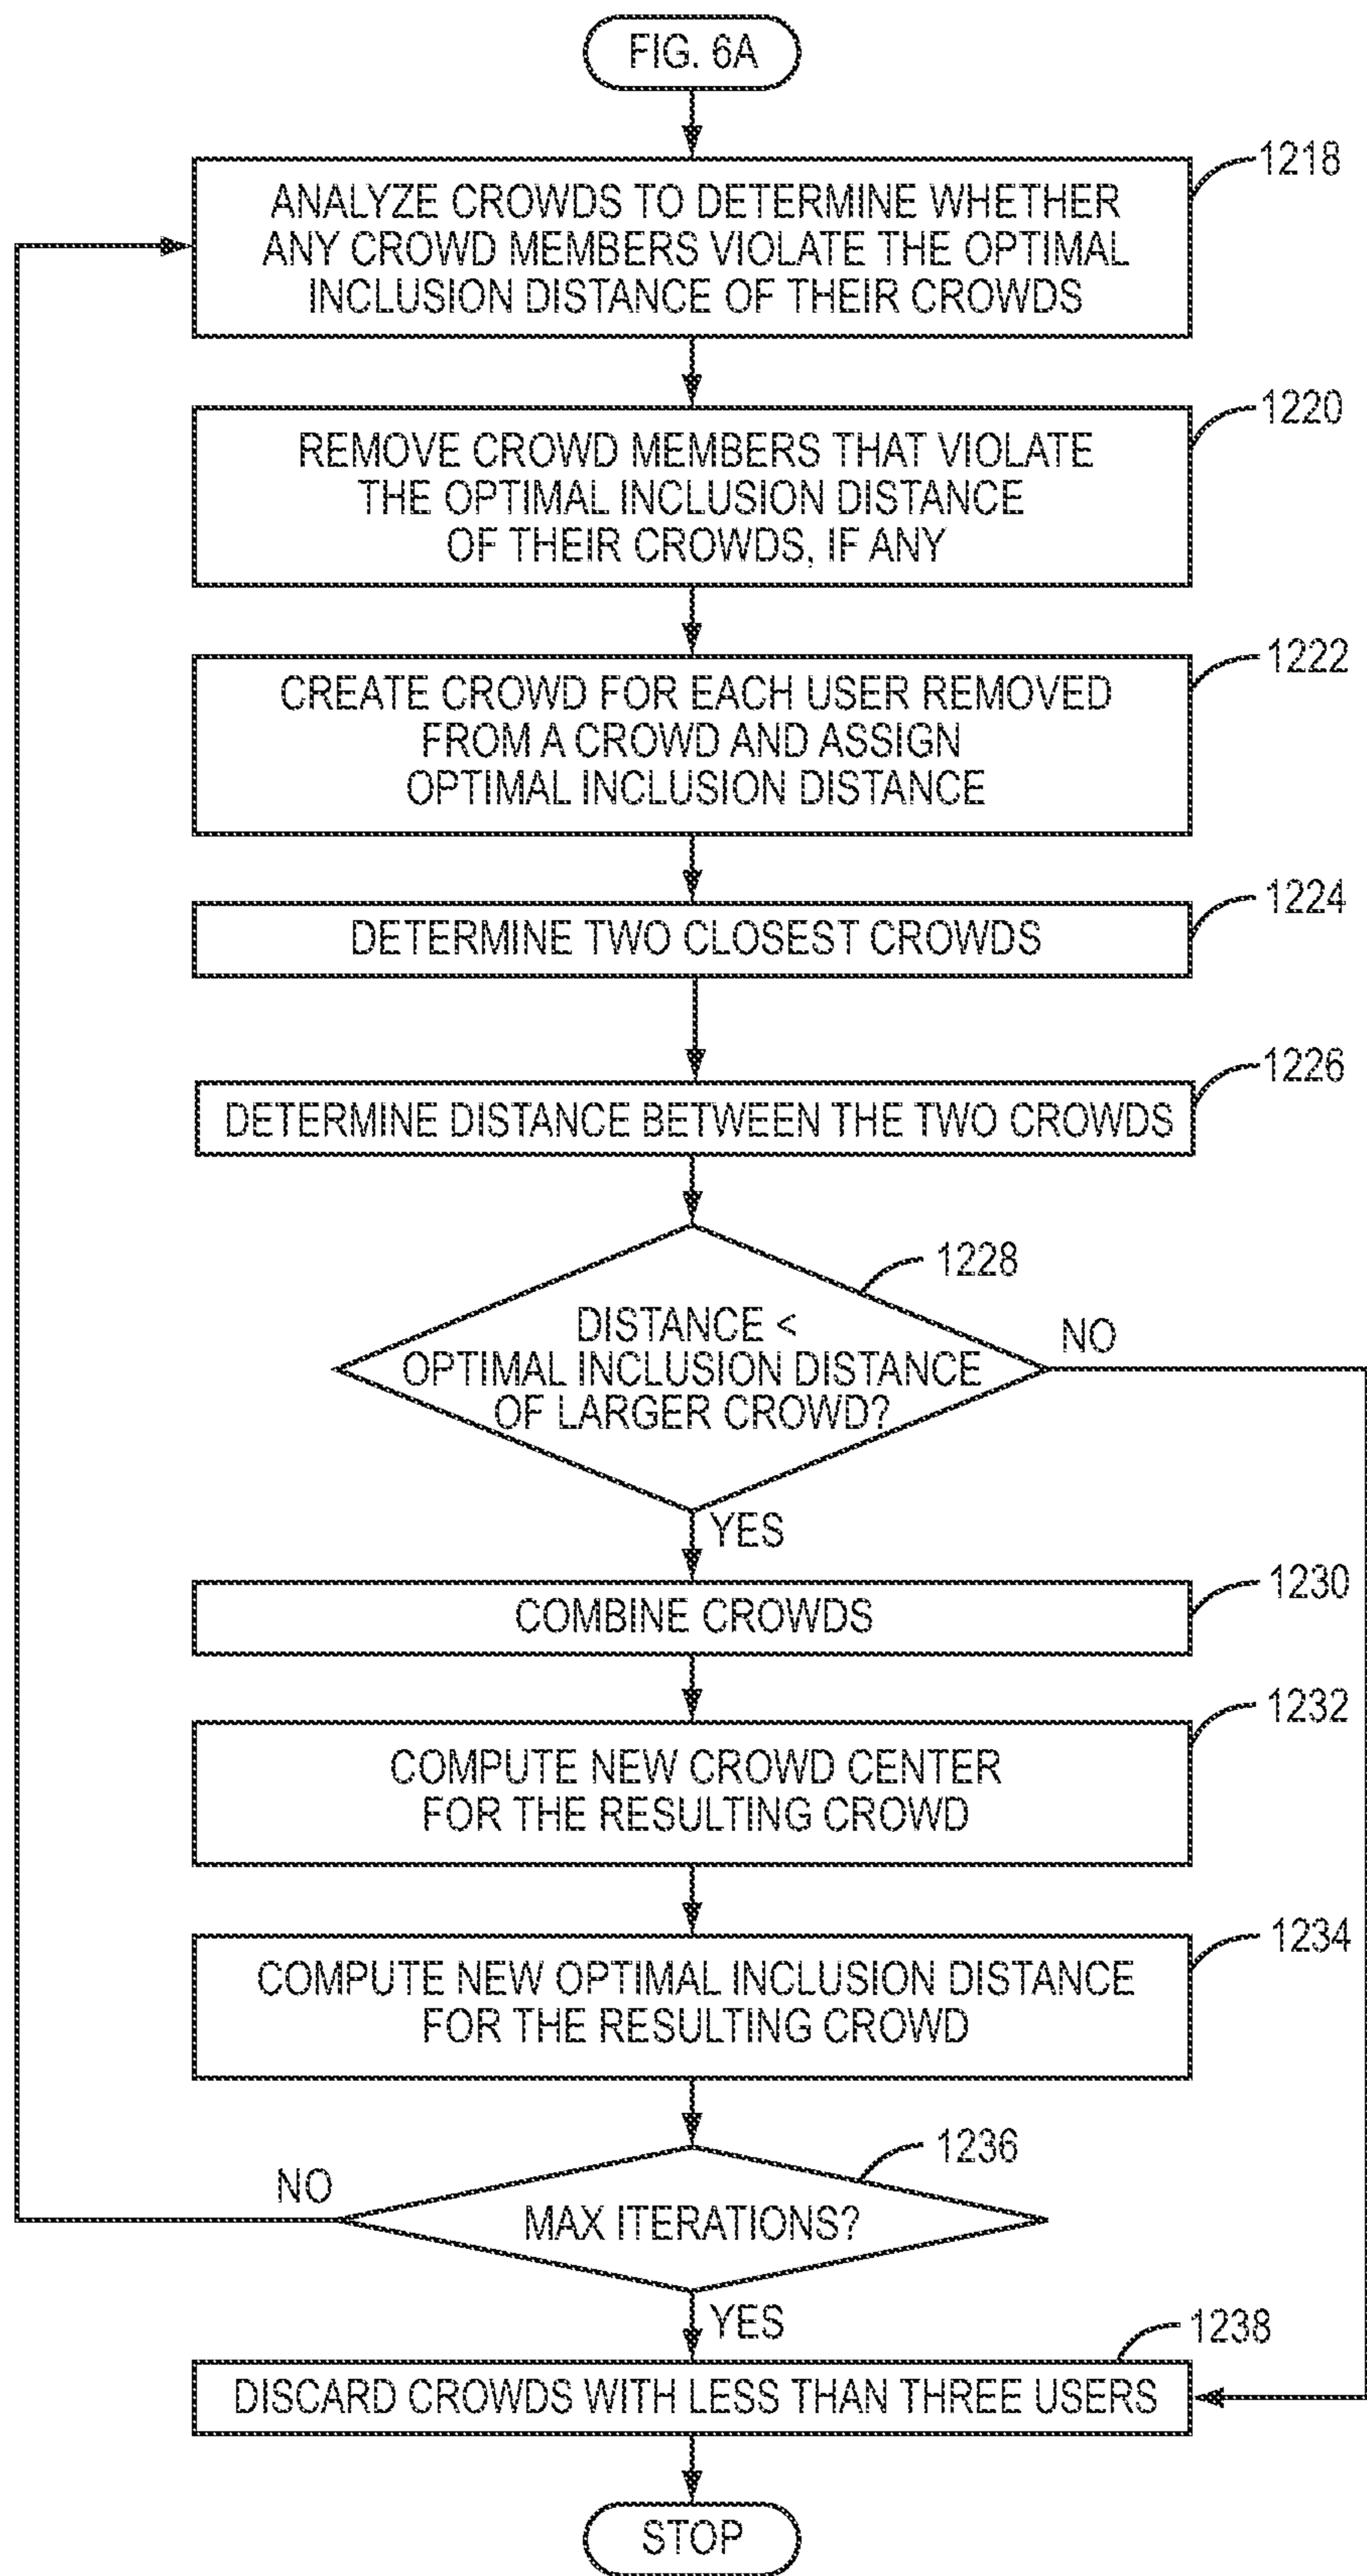 FIG. 6A
1218
ANALYZE CROWDS TO DETERMINE WHETHER
ANY CROWD MEMBERS VIOLATE THE OPTIMAL
INCLUSION DISTANCE OF THEIR CROWDS
1220
REMOVE CROWD MEMBERS THAT VIOLATE
THE OPTIMAL INCLUSION DISTANCE
OF THEIR CROWDS, IF ANY
1222
CREATE CROWD FOR EACH USER REMOVED
FROM A CROWD AND ASSIGN
OPTIMAL INCLUSION DISTANCE
1224
DETERMINE TWO CLOSEST CROWDS
1226
DETERMINE DISTANCE BETWEEN THE TWO CROWDS
1228
DISTANCE <
OPTIMAL INCLUSION DISTANCE
OF LARGER CROWD?
NO
YES
1230
COMBINE CROWDS
1232
COMPUTE NEW CROWD CENTER
FOR THE RESULTING CROWD
1234
COMPUTE NEW OPTIMAL INCLUSION DISTANCE
FOR THE RESULTING CROWD
1236
NO
MAX ITERATIONS?
YES
1238
DISCARD CROWDS WITH LESS THAN THREE USERS
STOP